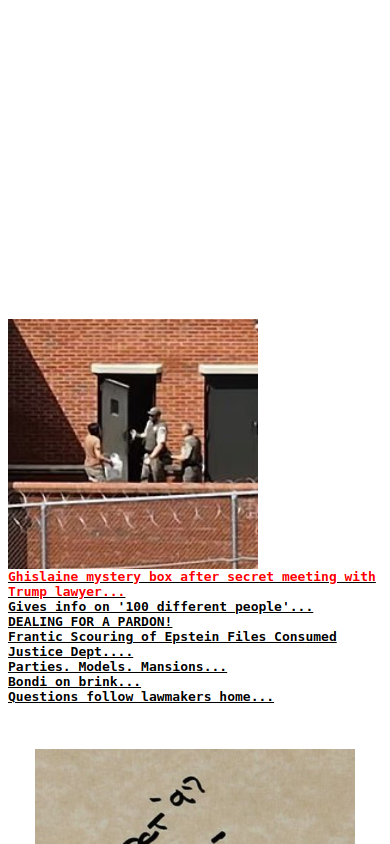 Ghislaine mystery box after secret meeting with
Trump lawyer...
Gives info on '100 different people'...
DEALING FOR A PARDON!
Frantic Scouring of Epstein Files Consumed
Justice Dept....
Parties. Models. Mansions...
Bondi on brink...
Questions follow lawmakers home...